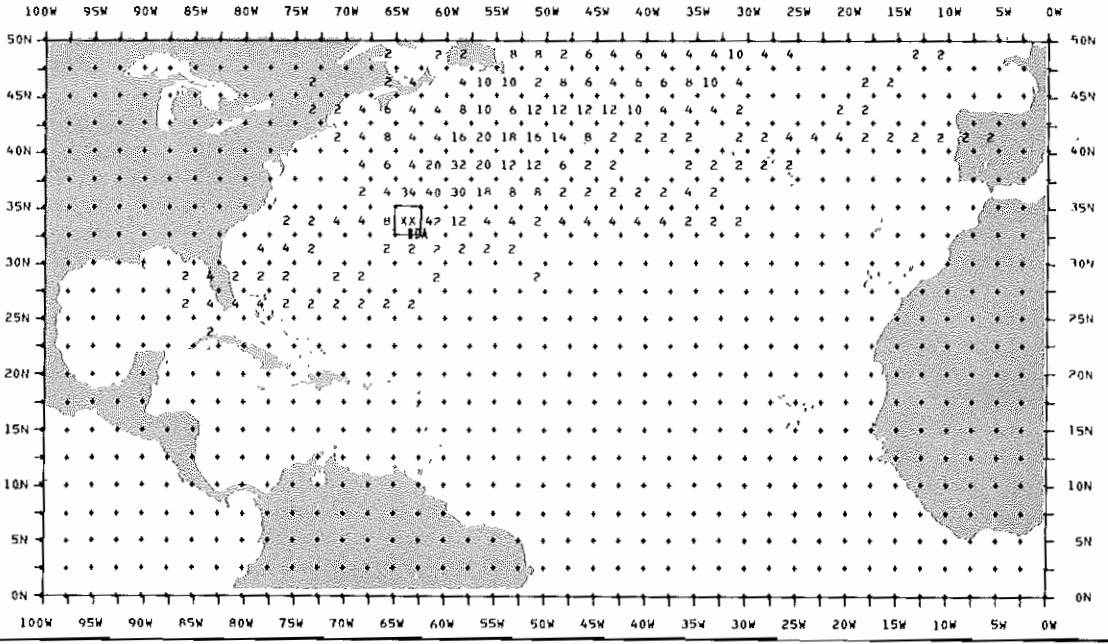 100W 95W 90W 85W 80W 75W 70W 65W 60W 55W 50W 45W 40W 35W 30W 25W 20W 15W 10W 5W 0W
50N 2 2 2 8 8 2 6 4 6 4 4 4 10 4 4 2 2 50N
2 2 4 4 10 10 2 8 6 4 6 6 8 10 4 2 2
45N 45N
2 2 4 6 4 4 8 10 6 12 12 12 12 10 4 4 4 2 2 2
2 4 8 4 4 16 20 18 16 14 8 2 2 2 2 2 2 4 4 4 2 2 2 2 2 2
40N 40N
4 6 4 20 32 20 12 12 6 2 2 2 2 2 2 2
2 4 34 40 30 18 8 8 2 2 2 2 2 4 2
35N 35N
2 2 4 4 8 XX 42 12 4 4 2 4 4 4 4 4 2 2 2
BDA
4 4 2 2 2 2 2 2 2
30N 30N
2 4 2 2 2 2 2 2 2
2 4 4 4 2 2 2 2 2 2
25N 25N
2
20N 20N
15N 15N
10N 10N
5N 5N
0N 0N
100W 95W 90W 85W 80W 75W 70W 65W 60W 55W 50W 45W 40W 35W 30W 25W 20W 15W 10W 5W 0W